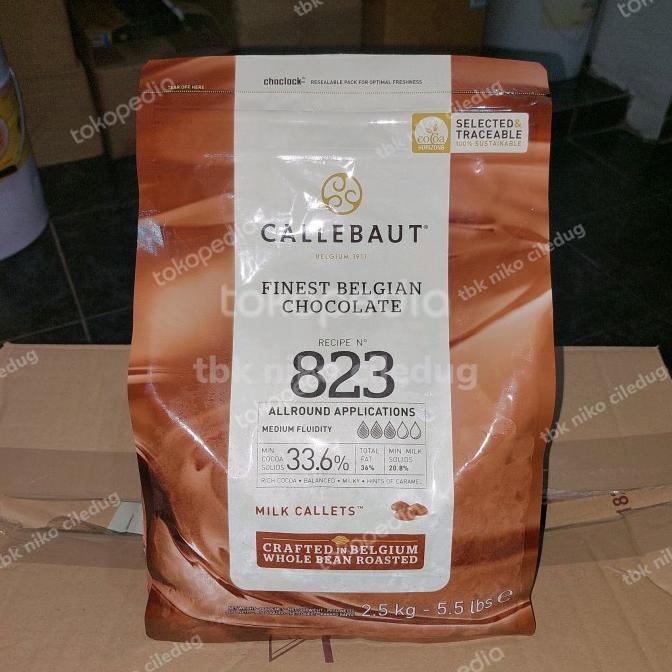 TEAR OFF HERE
choclock™ RESEALABLE PACK FOR OPTIMAL FRESHNESS
cocoa
HORIZONS
SELECTED &
TRACEABLE
100% SUSTAINABLE
CALLEBAUT®
BELGIUM 1911
FINEST BELGIAN
CHOCOLATE
RECIPE N°
823
ALLROUND APPLICATIONS
MEDIUM FLUIDITY
MIN COCOA SOLIDS 33.6%
TOTAL FAT 36%
MIN MILK SOLIDS 20.8%
RICH COCOA • BALANCED • MILKY • HINTS OF CARAMEL
MILK CALLETS™
CRAFTED IN BELGIUM
WHOLE BEAN ROASTED
2.5 kg - 5.5 lbs e
tokopedia
tbk niko ciledug